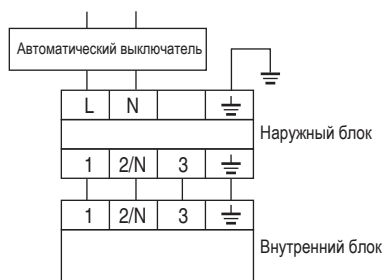 Автоматический выключатель
L N
Наружный блок
1 2/N 3
1 2/N 3
Внутренний блок